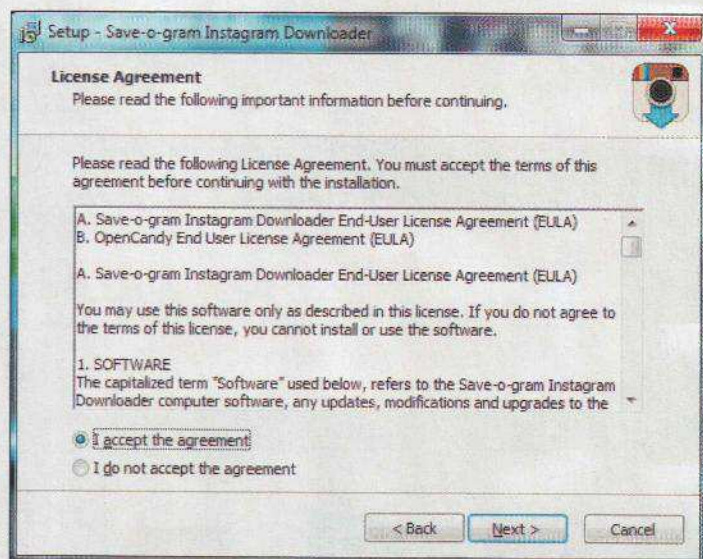 Setup - Save-o-gram Instagram Downloader
License Agreement
Please read the following important information before continuing.
Please read the following License Agreement. You must accept the terms of this
agreement before continuing with the installation.
A. Save-o-gram Instagram Downloader End-User License Agreement (EULA)
B. OpenCandy End User License Agreement (EULA)
A. Save-o-gram Instagram Downloader End-User License Agreement (EULA)
You may use this software only as described in this license. If you do not agree to
the terms of this license, you cannot install or use the software.
1. SOFTWARE
The capitalized term "Software" used below, refers to the Save-o-gram Instagram
Downloader computer software, any updates, modifications and upgrades to the
I accept the agreement
I do not accept the agreement
< Back
Next >
Cancel